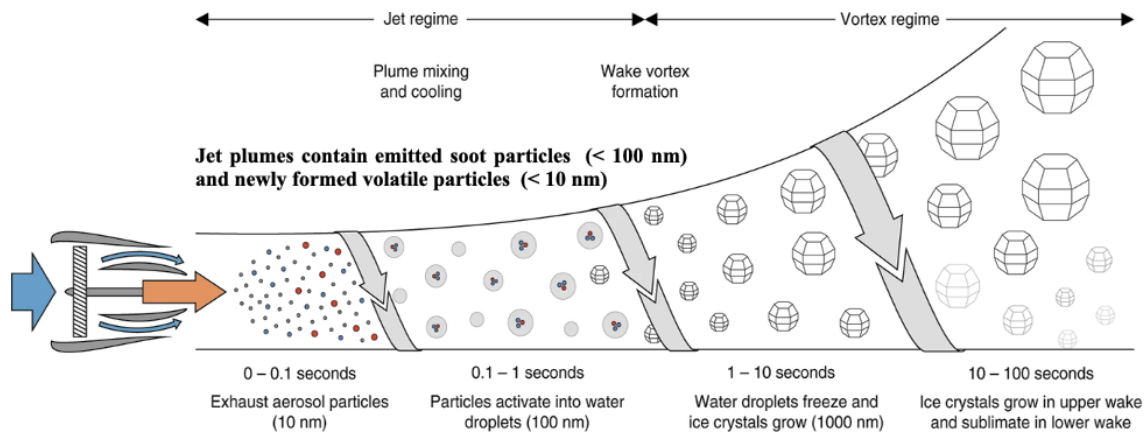 Jet regime
Vortex regime
Plume mixing
and cooling
Wake vortex
formation
Jet plumes contain emitted soot particles (< 100 nm)
and newly formed volatile particles (< 10 nm)
0 – 0.1 seconds
0.1 – 1 seconds
1 – 10 seconds
10 – 100 seconds
Exhaust aerosol particles
(10 nm)
Particles activate into water
droplets (100 nm)
Water droplets freeze and
ice crystals grow (1000 nm)
Ice crystals grow in upper wake
and sublimate in lower wake